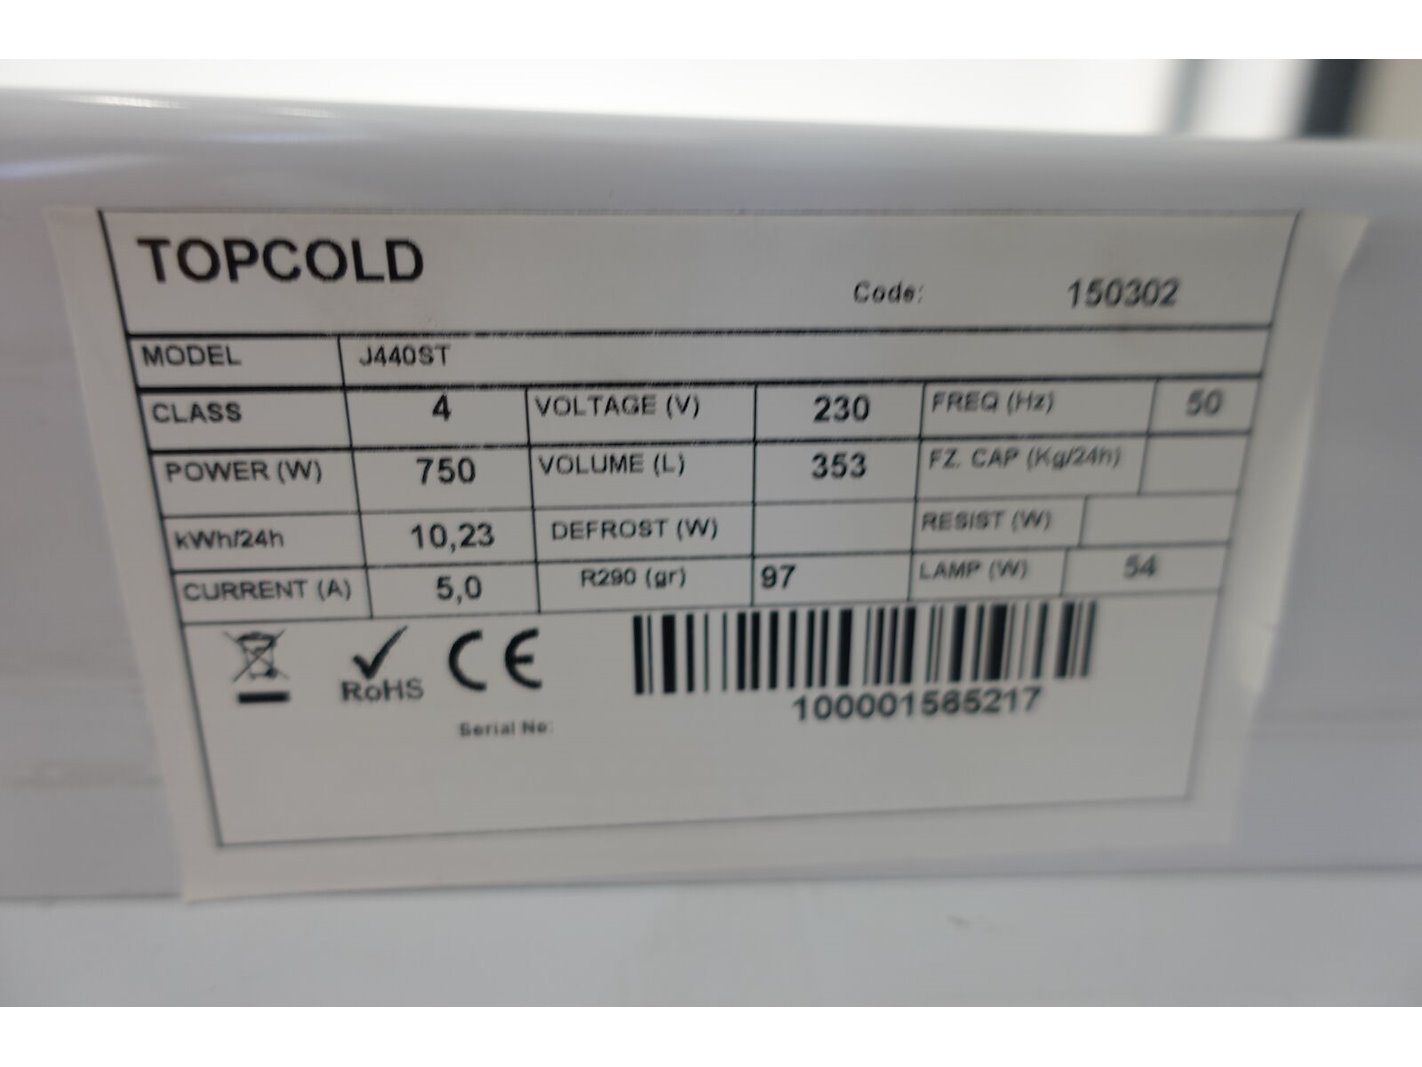 TOPCOLD
Code: 150302
MODEL J440ST
CLASS 4 VOLTAGE (V) 230 FREQ (Hz) 50
POWER (W) 750 VOLUME (L) 353 FZ. CAP (Kg/24h)
kWh/24h 10,23 DEFROST (W) RESIST (W)
CURRENT (A) 5,0 R290 (gr) 97 LAMP (W) 54
RoHS CE
100001565217
Serial No: